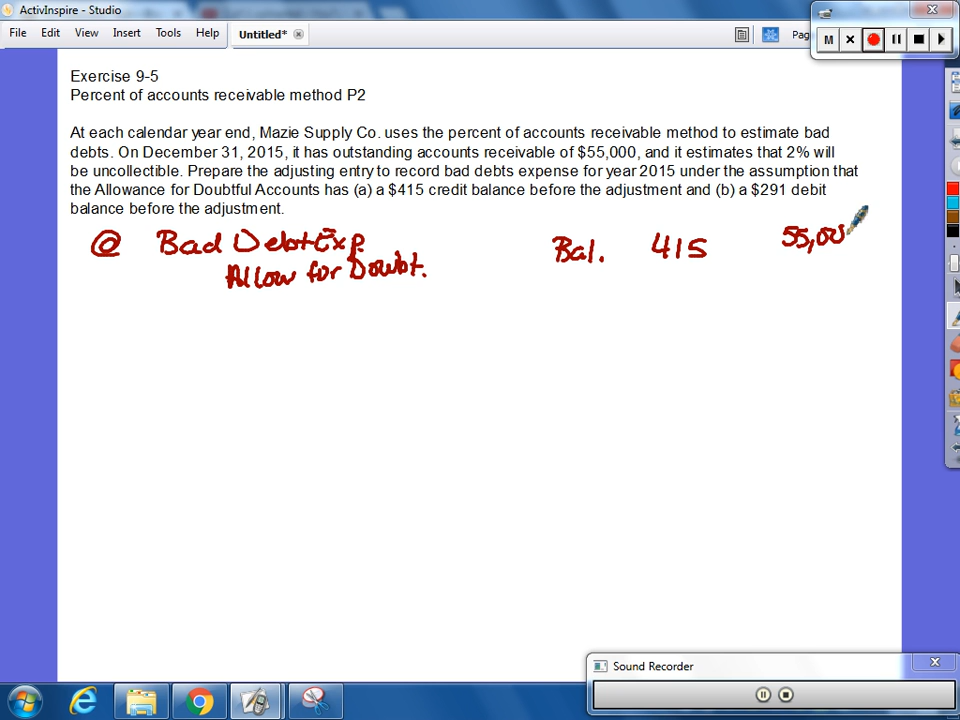 ActivInspire - Studio
File Edit View Insert Tools Help Untitled* Pag
M
Exercise 9-5
Percent of accounts receivable method P2
At each calendar year end, Mazie Supply Co. uses the percent of accounts receivable method to estimate bad
debts. On December 31, 2015, it has outstanding accounts receivable of $55,000, and it estimates that 2% will
be uncollectible. Prepare the adjusting entry to record bad debts expense for year 2015 under the assumption that
the Allowance for Doubtful Accounts has (a) a $415 credit balance before the adjustment and (b) a $291 debit
balance before the adjustment.
@ Bad Debt Exp. Bal. 415 55,00
Allow for Doubt.
Sound Recorder